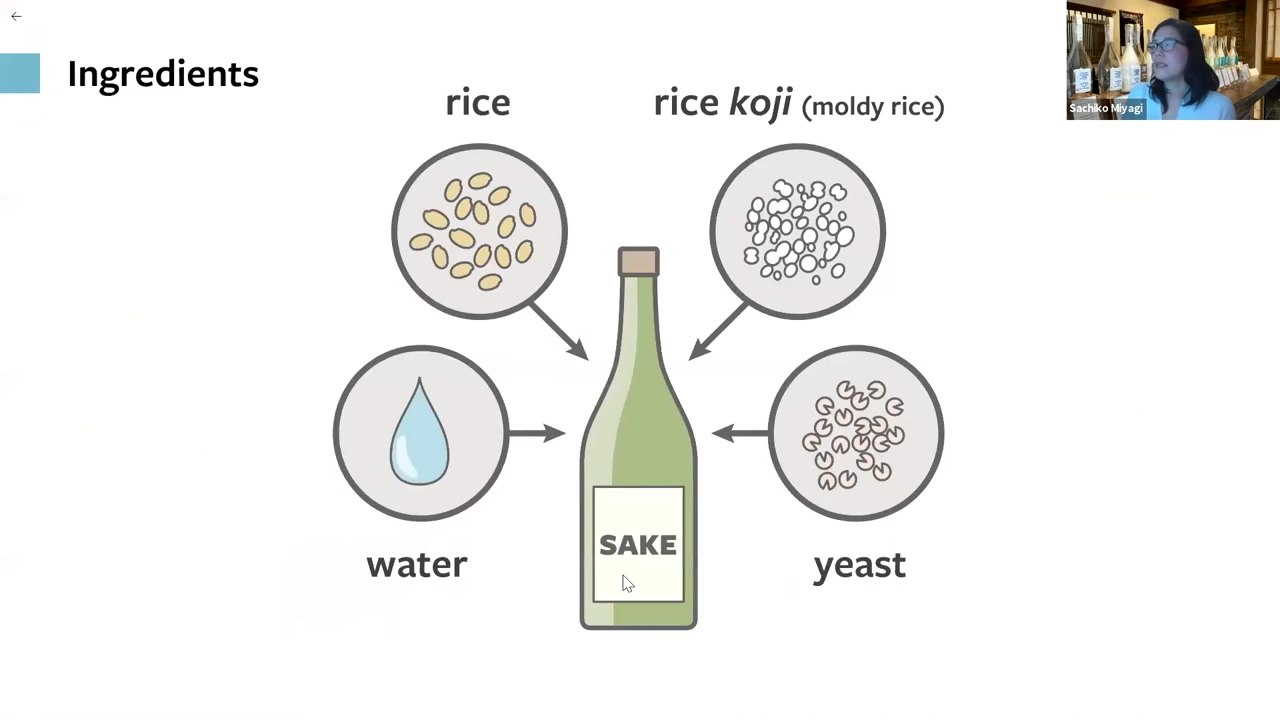 Ingredients
rice
rice koji (moldy rice)
Sachiko Miyagi
water
SAKE
yeast